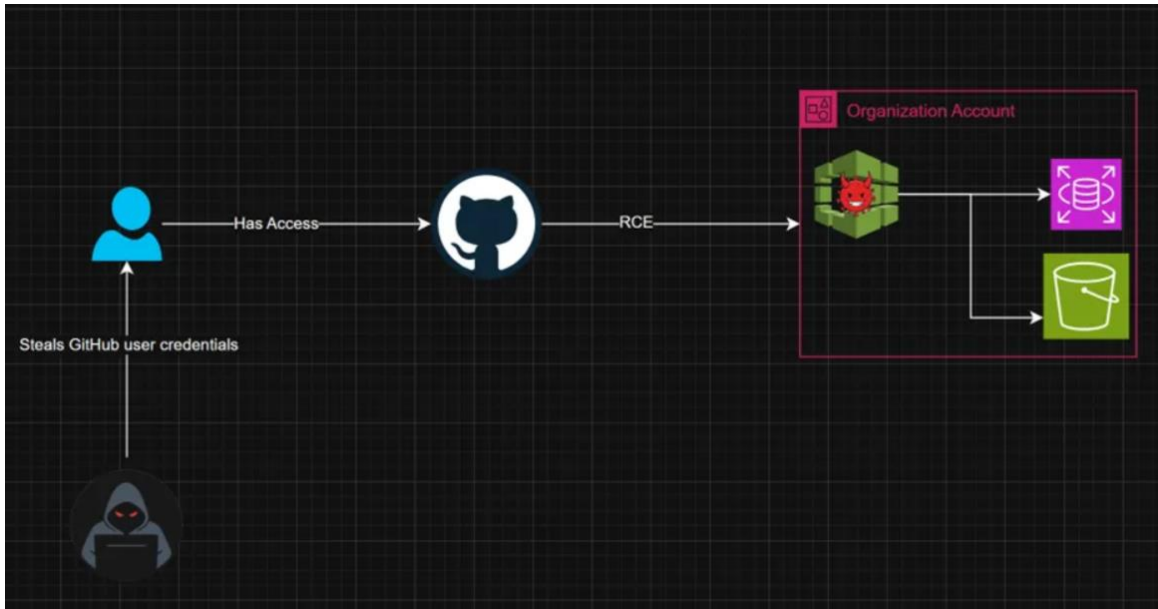 Organization Account
Has Access
RCE
Steals GitHub user credentials